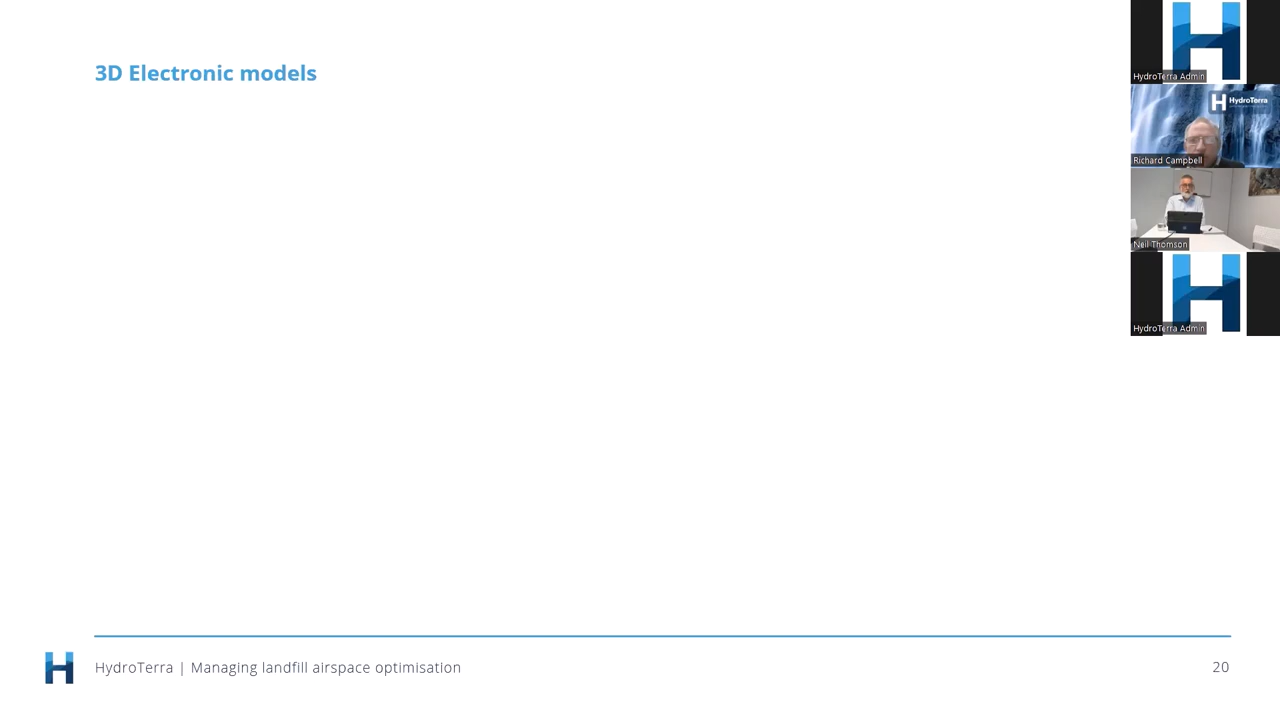 3D Electronic models
HydroTerra Admin
HydroTerra
Richard Campbell
Neil Thomson
HydroTerra Admin
HydroTerra | Managing landfill airspace optimisation
20